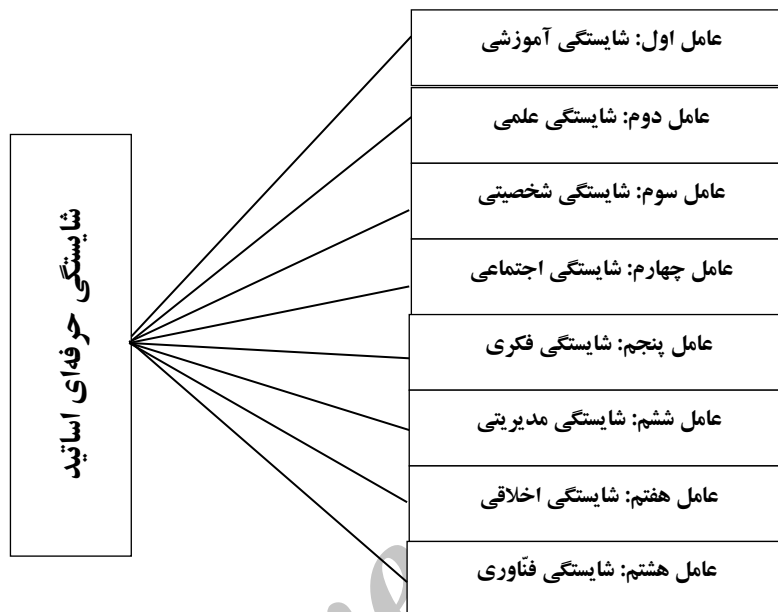 عامل اول: شایستگی آموزشی
عامل دوم: شایستگی علمی
عامل سوم: شایستگی شخصیتی
عامل چهارم: شایستگی اجتماعی
عامل پنجم: شایستگی فکری
عامل ششم: شایستگی مدیریتی
عامل هفتم: شایستگی اخلاقی
عامل هشتم: شایستگی فنّاوری
شایستگی حرفه‌ای اساتید